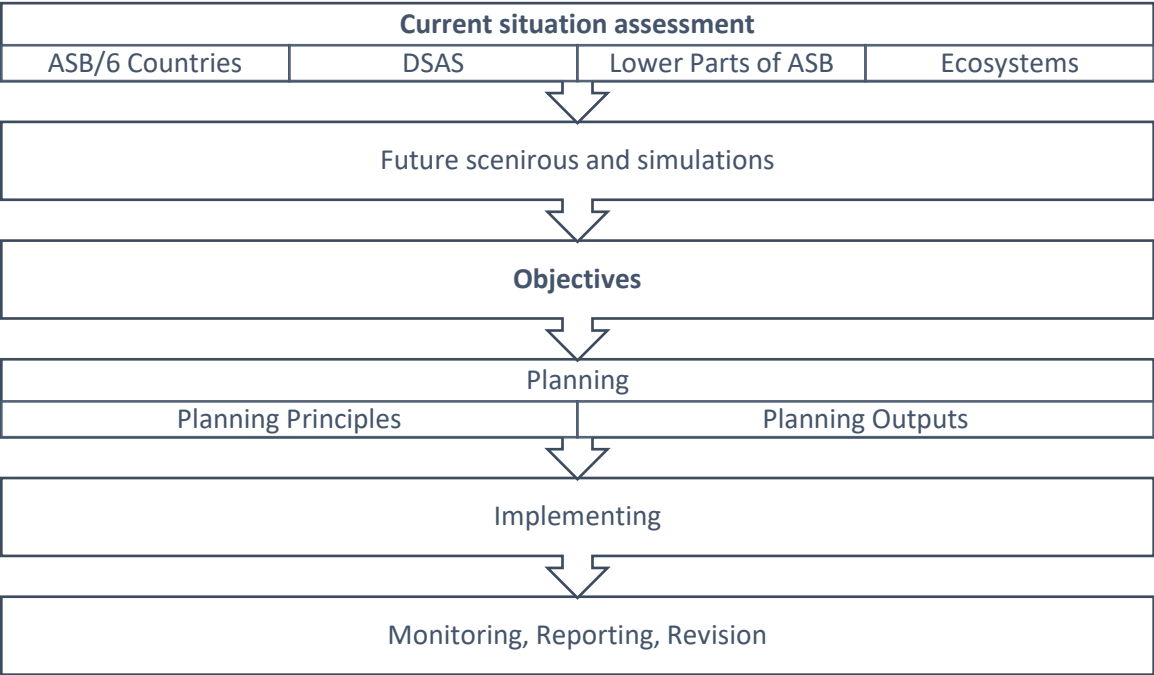 Current situation assessment
ASB/6 Countries
DSAS
Lower Parts of ASB
Ecosystems
Future scenirous and simulations
Objectives
Planning
Planning Principles
Planning Outputs
Implementing
Monitoring, Reporting, Revision